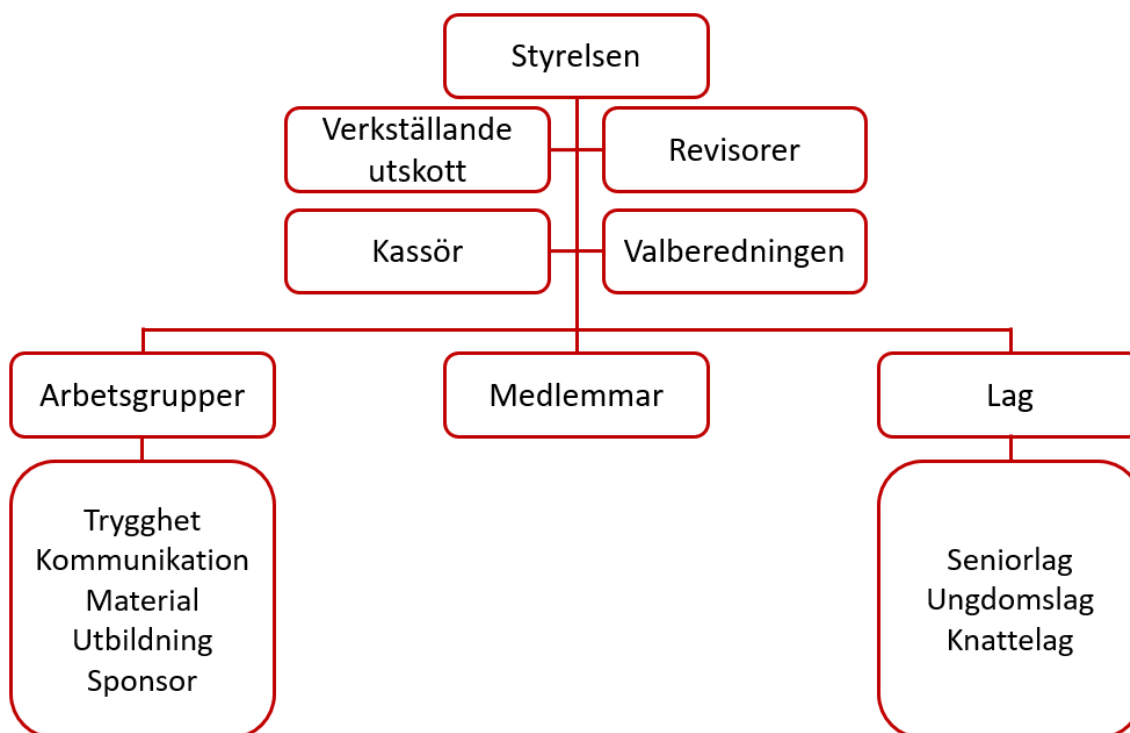 Styrelsen
Verkställande
utskott
Revisorer
Kassör
Valberedningen
Arbetsgrupper
Medlemmar
Lag
Trygghet
Kommunikation
Material
Utbildning
Sponsor
Seniorlag
Ungdomslag
Knattelag